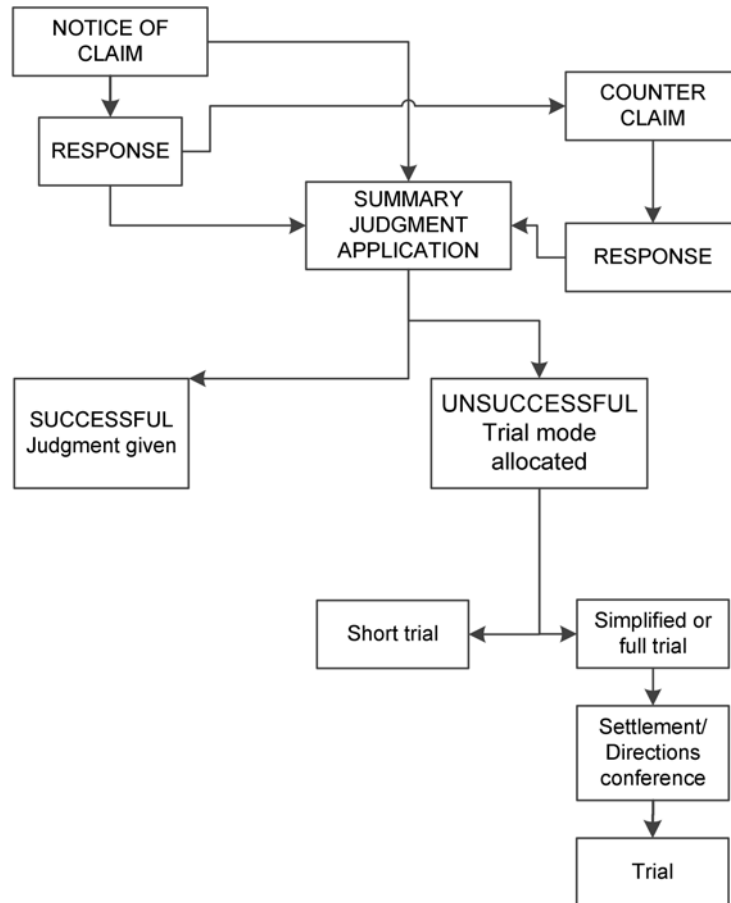 NOTICE OF
CLAIM
COUNTER
CLAIM
RESPONSE
SUMMARY
JUDGMENT
APPLICATION
RESPONSE
SUCCESSFUL
Judgment given
UNSUCCESSFUL
Trial mode
allocated
Short trial
Simplified or
full trial
Settlement/
Directions
conference
Trial